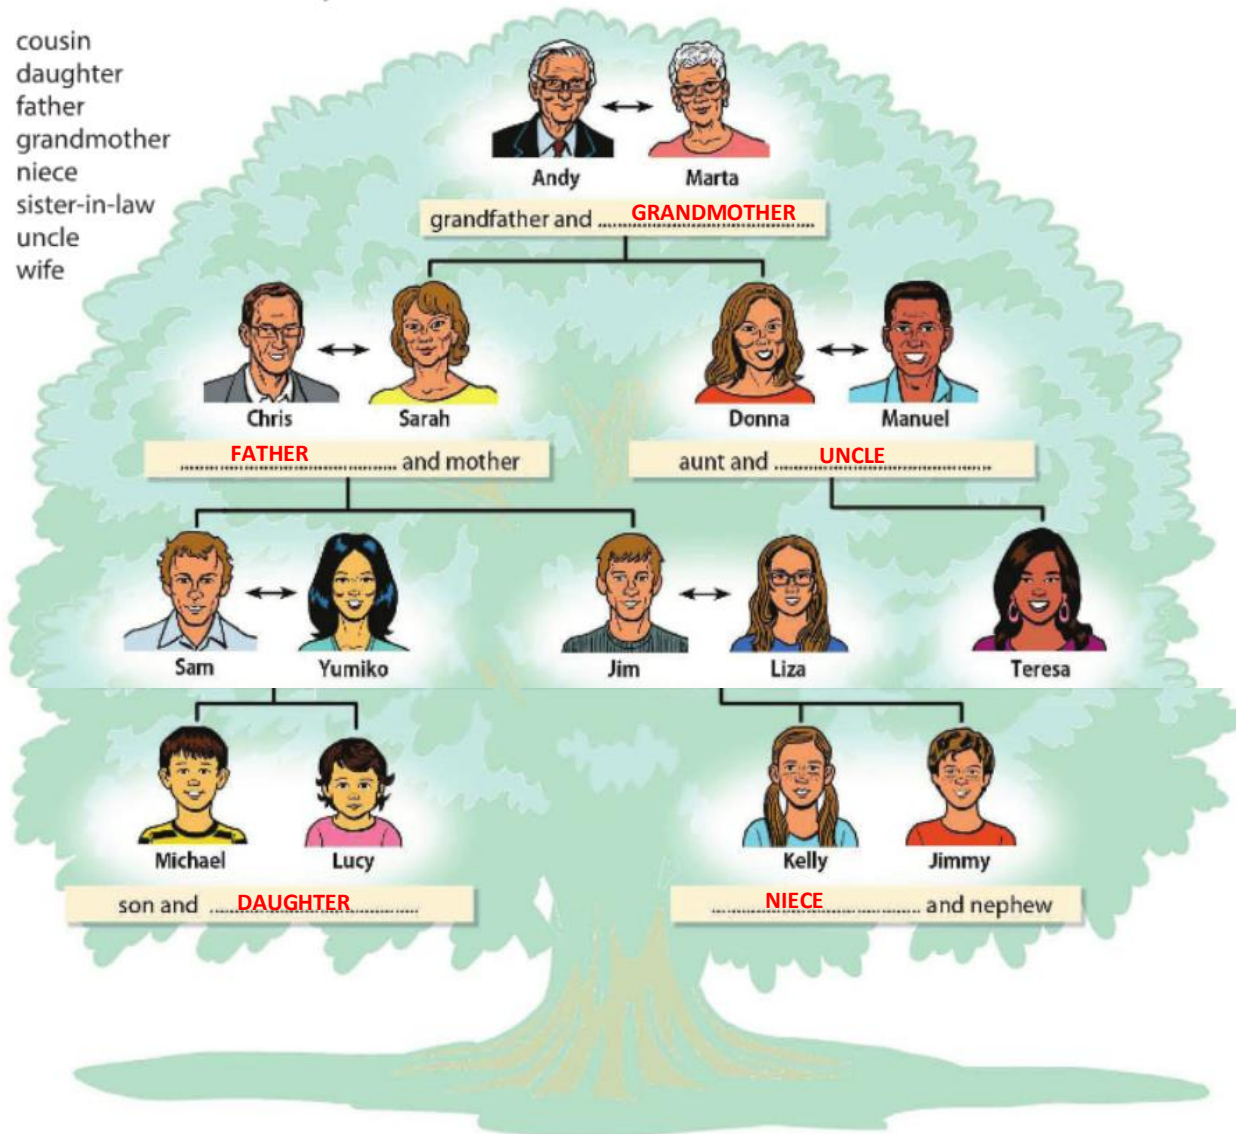 cousin
daughter
father
grandmother
niece
sister-in-law
uncle
wife
Andy Marta
grandfather and GRANDMOTHER
Chris Sarah Donna Manuel
FATHER and mother
aunt and UNCLE
Sam Yumiko Jim Liza Teresa
Michael Lucy Kelly Jimmy
son and DAUGHTER
NIECE and nephew